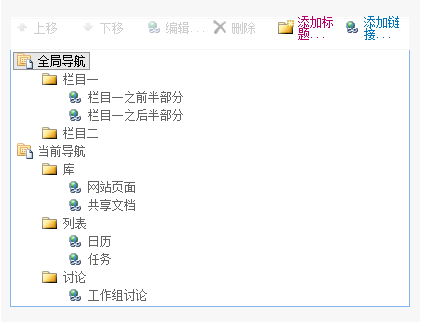 上移 下移 编辑... 删除 添加标题... 添加链接...
全局导航
栏目一
栏目一之前半部分
栏目一之后半部分
栏目二
当前导航
库
网站页面
共享文档
列表
日历
任务
讨论
工作组讨论